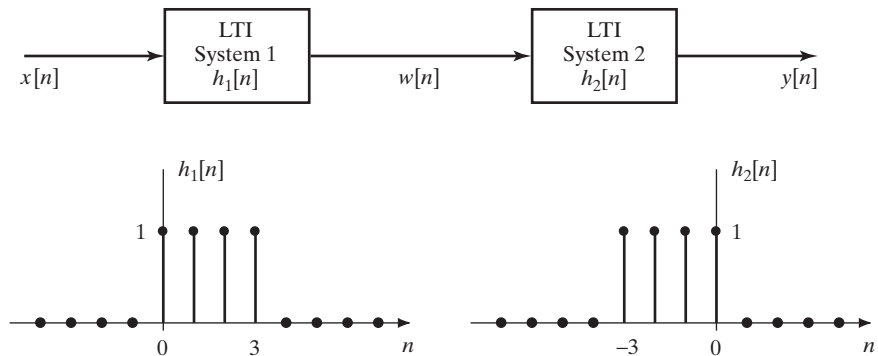 LTI
System 1
h₁[n]
LTI
System 2
h₂[n]
x[n]
w[n]
y[n]
h₁[n]
1
0
3
n
h₂[n]
1
−3
0
n